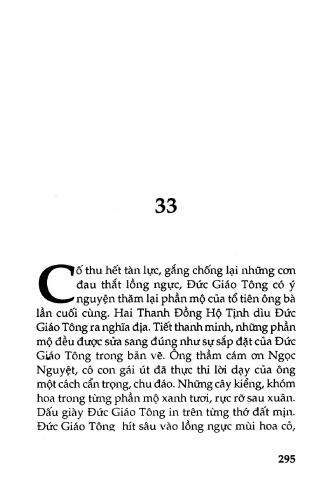 33
Cố thu hết tàn lực, gắng chống lại những cơn
đau thắt lồng ngực, Đức Giáo Tông có ý
nguyện thăm lại phần mộ của tổ tiên ông bà
lần cuối cùng. Hai Thanh Đồng Hộ Tịnh dìu Đức
Giáo Tông ra nghĩa địa. Tiết thanh minh, những phần
mộ đều được sửa sang đúng như sự sắp đặt của Đức
Giáo Tông trong bản vẽ. Ông thầm cám ơn Ngọc
Nguyệt, cô con gái út đã thực thi lời dạy của ông
một cách cẩn trọng, chu đáo. Những cây kiểng, khóm
hoa trong từng phần mộ xanh tươi, rực rỡ sau xuân.
Dấu giày Đức Giáo Tông in trên từng thớ đất mịn.
Đức Giáo Tông hít sâu vào lồng ngực mùi hoa cỏ,
295